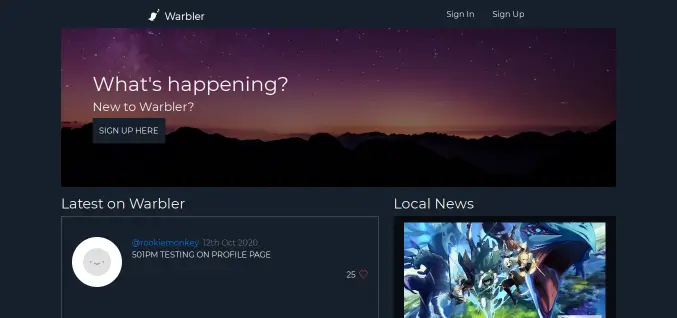 Warbler
Sign In
Sign Up
What's happening?
New to Warbler?
SIGN UP HERE
Latest on Warbler
Local News
@rookiemonkey 12th Oct 2020
501PM TESTING ON PROFILE PAGE
25